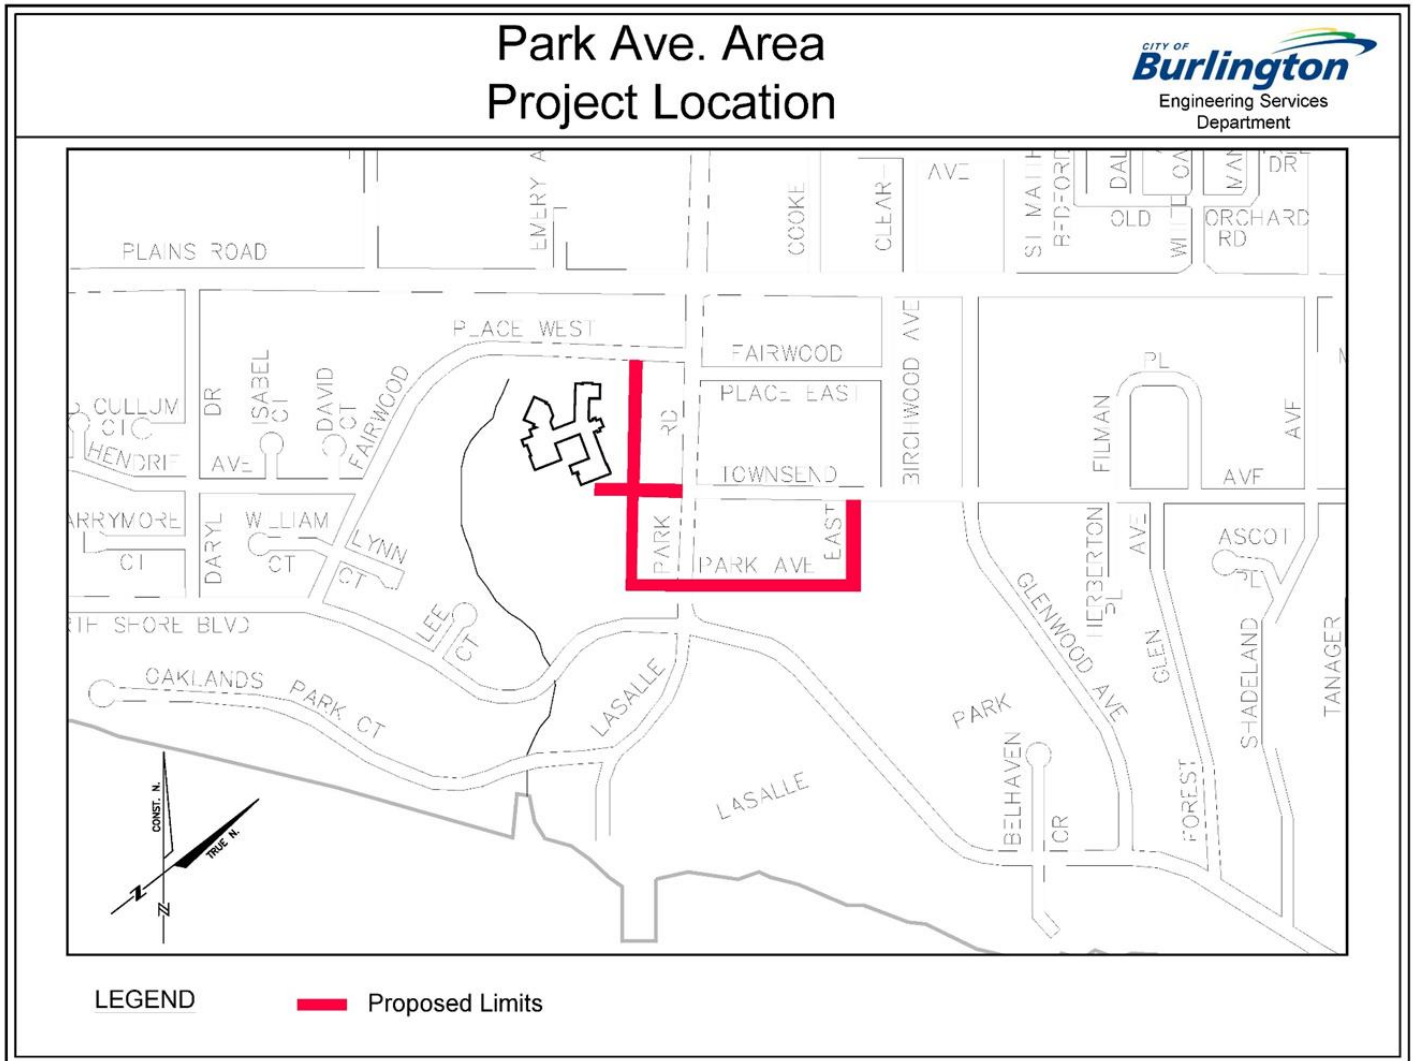 Park Ave. Area
Project Location
CITY OF
Burlington
Engineering Services
Department
PLAINS ROAD
EMERY A
COOKE
CLEAR
AVE
BEDFORD
DAL
OLD
ORCHARD
RD
MAN
DR
PLACE WEST
FAIRWOOD
PLACE EAST
BIRCHWOOD AVE
PL
FILMAN
AVE
CULLUM
CT
DR
ISABEL
CT
DAVID
CT
FAIRWOOD
HENDRIE
AVE
RD
TOWNSEND
AVE
ARRYMORE
CT
DARYL
WILLIAM
CT
LYNN
CT
PARK
PARK AVE
EAST
HERBERTON
PL
AVE
ASCOT
PL
RTH SHORE BLVD
LEE
CT
GLENWOOD AVE
GLEN
SHADELAND
TANAGER
OAKLANDS
PARK CT
LASALLE
PARK
LASALLE
BELHAVEN
CR
FOREST
CONST. N.
TRUE N.
N
N
LEGEND
Proposed Limits